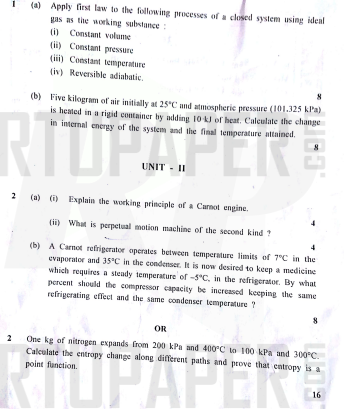 1 (a) Apply first law to the following processes of a closed system using ideal
gas as the working substance :
(i) Constant volume
(ii) Constant pressure
(iii) Constant temperature
(iv) Reversible adiabatic.
8
(b) Five kilogram of air initially at 25°C and atmospheric pressure (101.325 kPa)
is heated in a rigid container by adding 10 kJ of heat. Calculate the change
in internal energy of the system and the final temperature attained.
8
UNIT - II
2 (a) (i) Explain the working principle of a Carnot engine.
4
(ii) What is perpetual motion machine of the second kind ?
4
(b) A Carnot refrigerator operates between temperature limits of 7°C in the
evaporator and 35°C in the condenser. It is now desired to keep a medicine
which requires a steady temperature of -5°C, in the refrigerator. By what
percent should the compressor capacity be increased keeping the same
refrigerating effect and the same condenser temperature ?
8
OR
2 One kg of nitrogen expands from 200 kPa and 400°C to 100 kPa and 300°C.
Calculate the entropy change along different paths and prove that entropy is a
point function.
16
RTUPAPER
.com
RTUPAPER